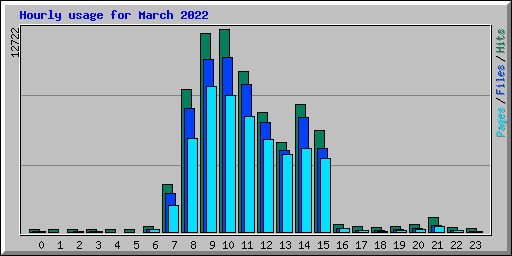 Hourly usage for March 2022
12722
Pages/Files/Hits
0 1 2 3 4 5 6 7 8 9 10 11 12 13 14 15 16 17 18 19 20 21 22 23